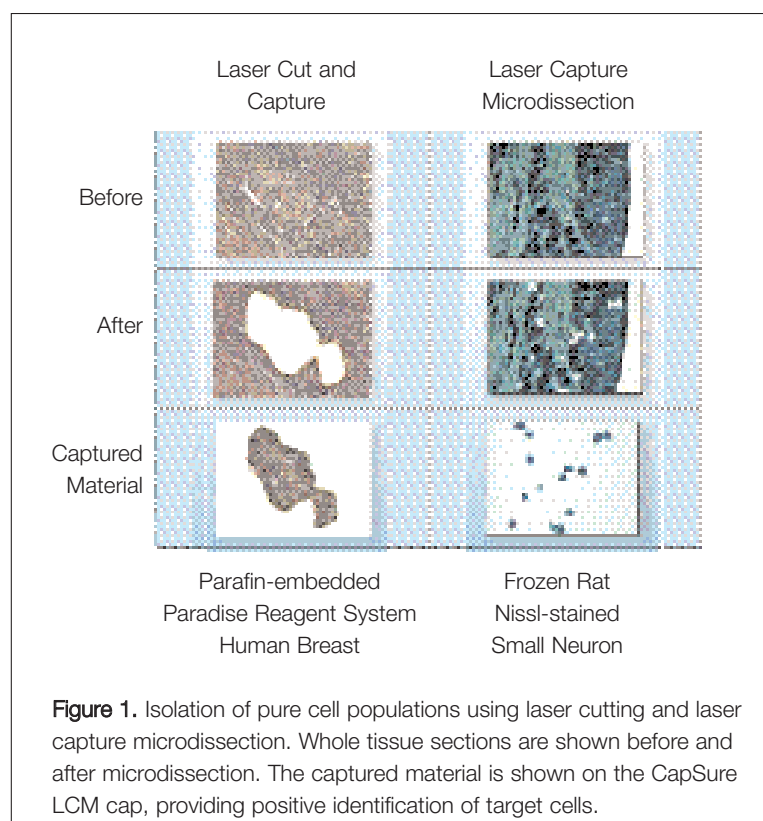 Laser Cut and
Capture
Laser Capture
Microdissection
Before
After
Captured
Material
Parafin-embedded
Paradise Reagent System
Human Breast
Frozen Rat
Nissl-stained
Small Neuron
Figure 1. Isolation of pure cell populations using laser cutting and laser
capture microdissection. Whole tissue sections are shown before and
after microdissection. The captured material is shown on the CapSure
LCM cap, providing positive identification of target cells.